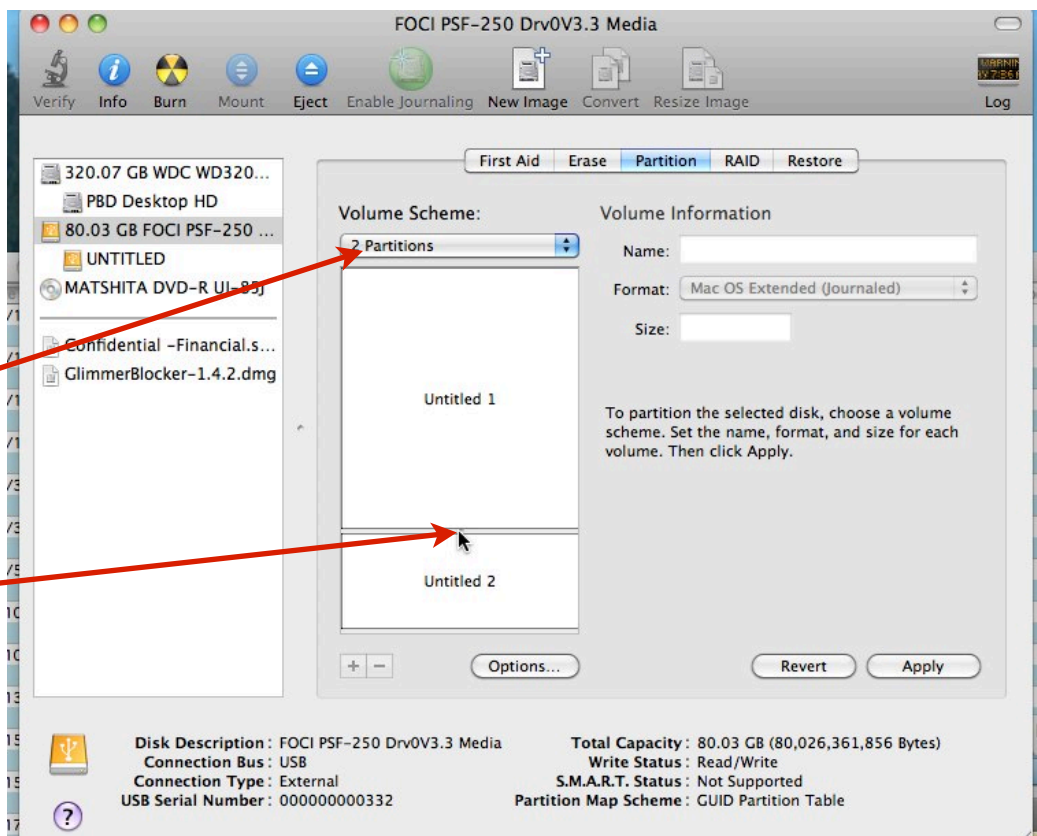 FOCI PSF-250 Drv0V3.3 Media
Verify Info Burn Mount Eject Enable Journaling New Image Convert Resize Image Log
First Aid Erase Partition RAID Restore
320.07 GB WDC WD320...
PBD Desktop HD
80.03 GB FOCI PSF-250 ...
UNTITLED
MATSHITA DVD-R UJ-85J
Confidential -Financial.s...
GlimmerBlocker-1.4.2.dmg
Volume Scheme:
2 Partitions
Untitled 1
Untitled 2
Volume Information
Name:
Format: Mac OS Extended (Journaled)
Size:
To partition the selected disk, choose a volume
scheme. Set the name, format, and size for each
volume. Then click Apply.
+ - Options... Revert Apply
Disk Description : FOCI PSF-250 Drv0V3.3 Media
Connection Bus : USB
Connection Type : External
USB Serial Number : 000000000332
Total Capacity : 80.03 GB (80,026,361,856 Bytes)
Write Status : Read/Write
S.M.A.R.T. Status : Not Supported
Partition Map Scheme : GUID Partition Table
?